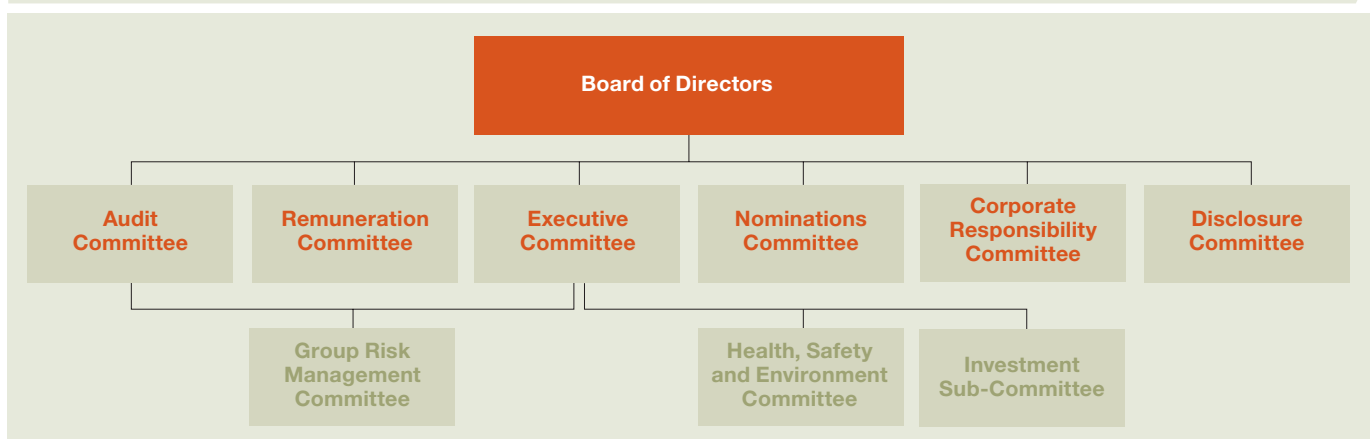 Board of Directors
Audit
Committee
Remuneration
Committee
Executive
Committee
Nominations
Committee
Corporate
Responsibility
Committee
Disclosure
Committee
Group Risk
Management
Committee
Health, Safety
and Environment
Committee
Investment
Sub-Committee